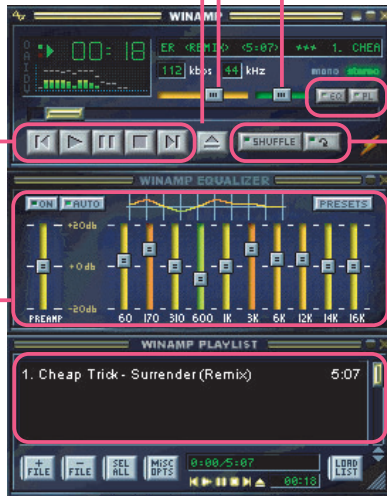 WINAMP
OAIDU
00:18
ER <REMIX> <5:07> *** 1. CHEA
112 kbps 44 kHz
mono stereo
EQ PL
SHUFFLE
WINAMP EQUALIZER
ON AUTO PRESETS
+20db
+0db
-20db
PREAMP 60 170 310 600 1K 3K 6K 12K 14K 16K
WINAMP PLAYLIST
1. Cheap Trick - Surrender (Remix) 5:07
+ FILE
- FILE
SEL ALL
MISC OPTS
0:00/5:07
00:18
LOAD LIST